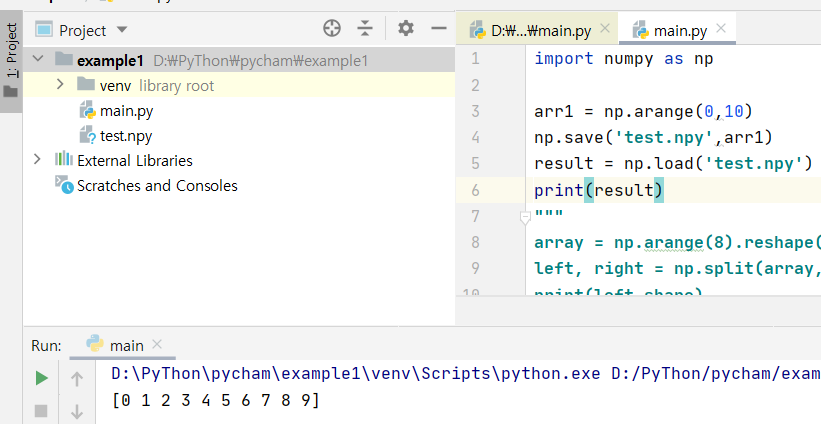 1: Project
Project
example1 D:₩PyThon₩pycham₩example1
venv library root
main.py
test.npy
External Libraries
Scratches and Consoles
D:₩...₩main.py
main.py
1 import numpy as np
2
3 arr1 = np.arange(0,10)
4 np.save('test.npy',arr1)
5 result = np.load('test.npy')
6 print(result)
7 """
8 array = np.arange(8).reshape(
9 left, right = np.split(array,
10 print(left.shape)
Run: main
D:\PyThon\pycham\example1\venv\Scripts\python.exe D:/PyThon/pycham/exam
[0 1 2 3 4 5 6 7 8 9]